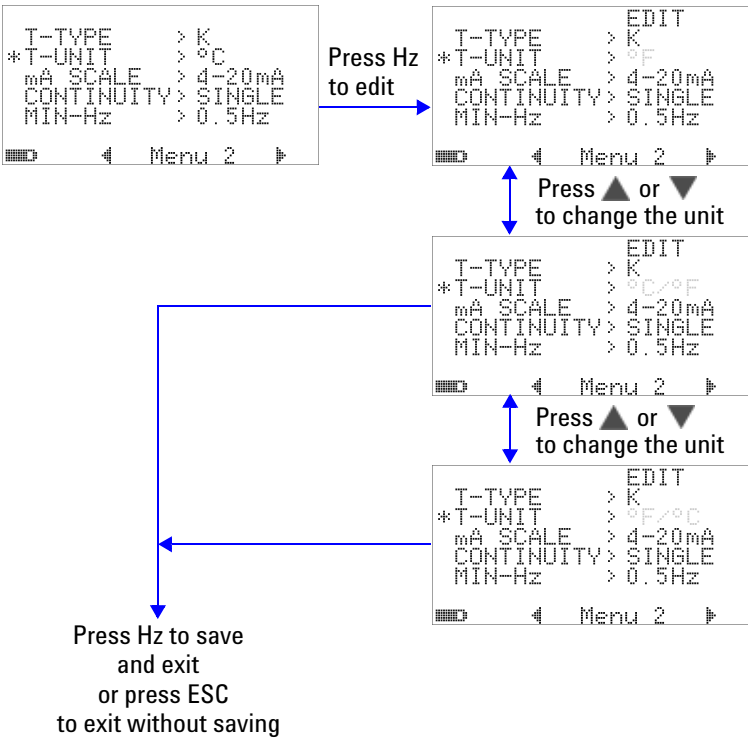 T-TYPE > K
*T-UNIT > °C
mA SCALE > 4-20mA
CONTINUITY> SINGLE
MIN-Hz > 0.5Hz
Menu 2
Press Hz
to edit
EDIT
T-TYPE > K
*T-UNIT > °F
mA SCALE > 4-20mA
CONTINUITY> SINGLE
MIN-Hz > 0.5Hz
Menu 2
Press ▲ or ▼
to change the unit
EDIT
T-TYPE > K
*T-UNIT > °C/°F
mA SCALE > 4-20mA
CONTINUITY> SINGLE
MIN-Hz > 0.5Hz
Menu 2
Press ▲ or ▼
to change the unit
EDIT
T-TYPE > K
*T-UNIT > °F/°C
mA SCALE > 4-20mA
CONTINUITY> SINGLE
MIN-Hz > 0.5Hz
Menu 2
Press Hz to save
and exit
or press ESC
to exit without saving